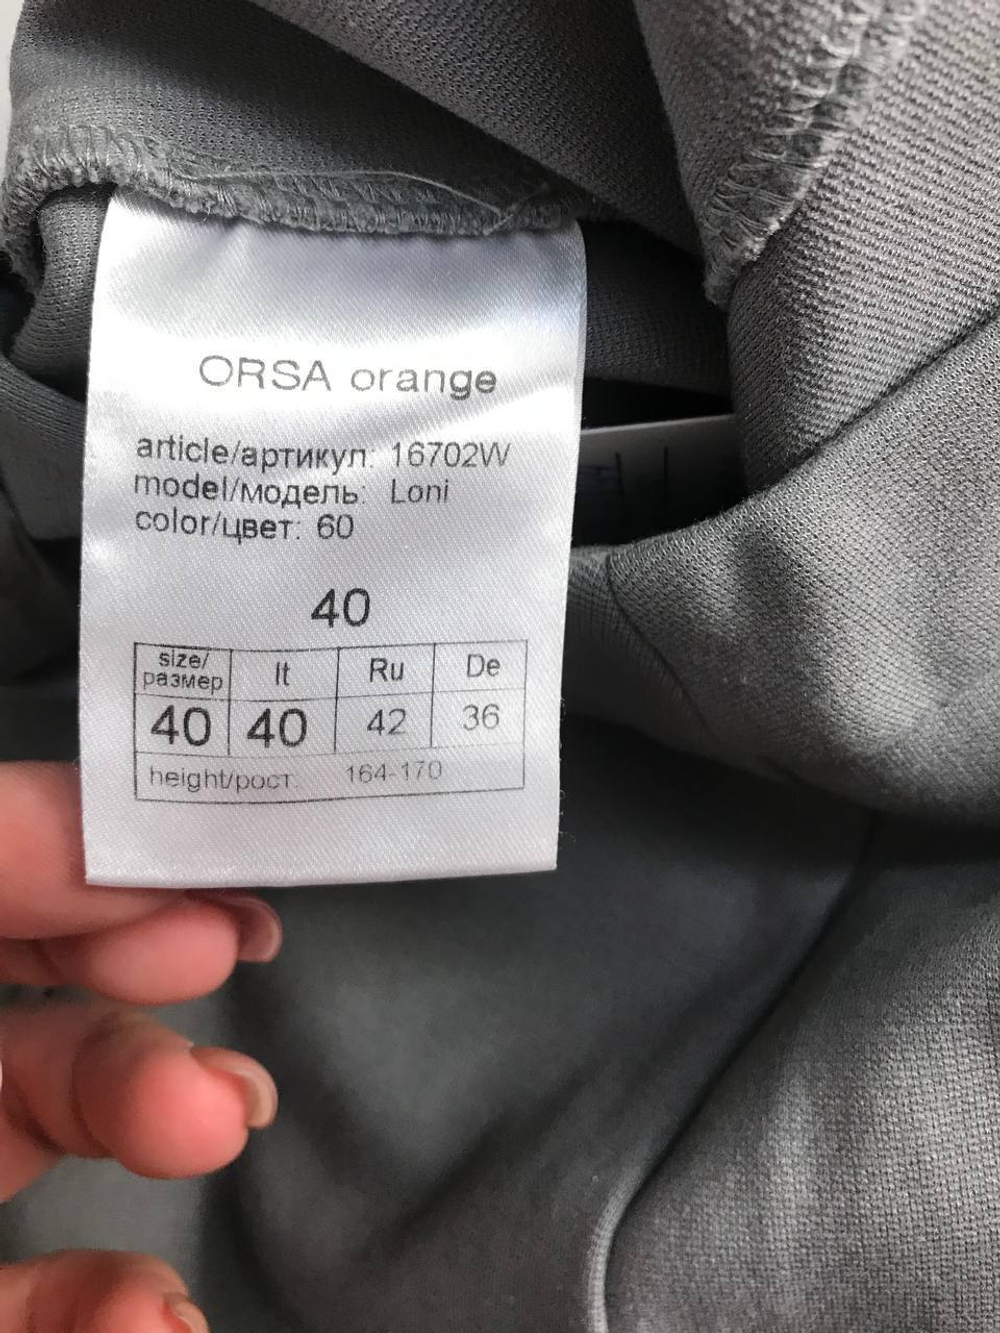 ORSA orange
article/артикул: 16702W
model/модель: Loni
color/цвет: 60
40
size/размер It Ru De
40 40 42 36
height/рост: 164-170